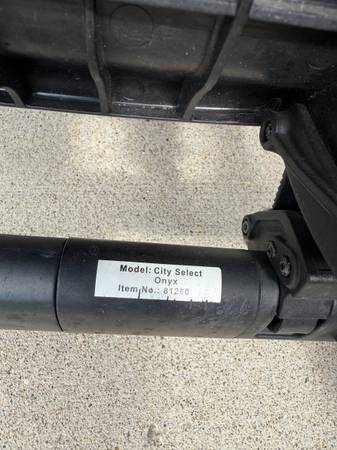 Model: City Select
Onyx
Item No.: 81260